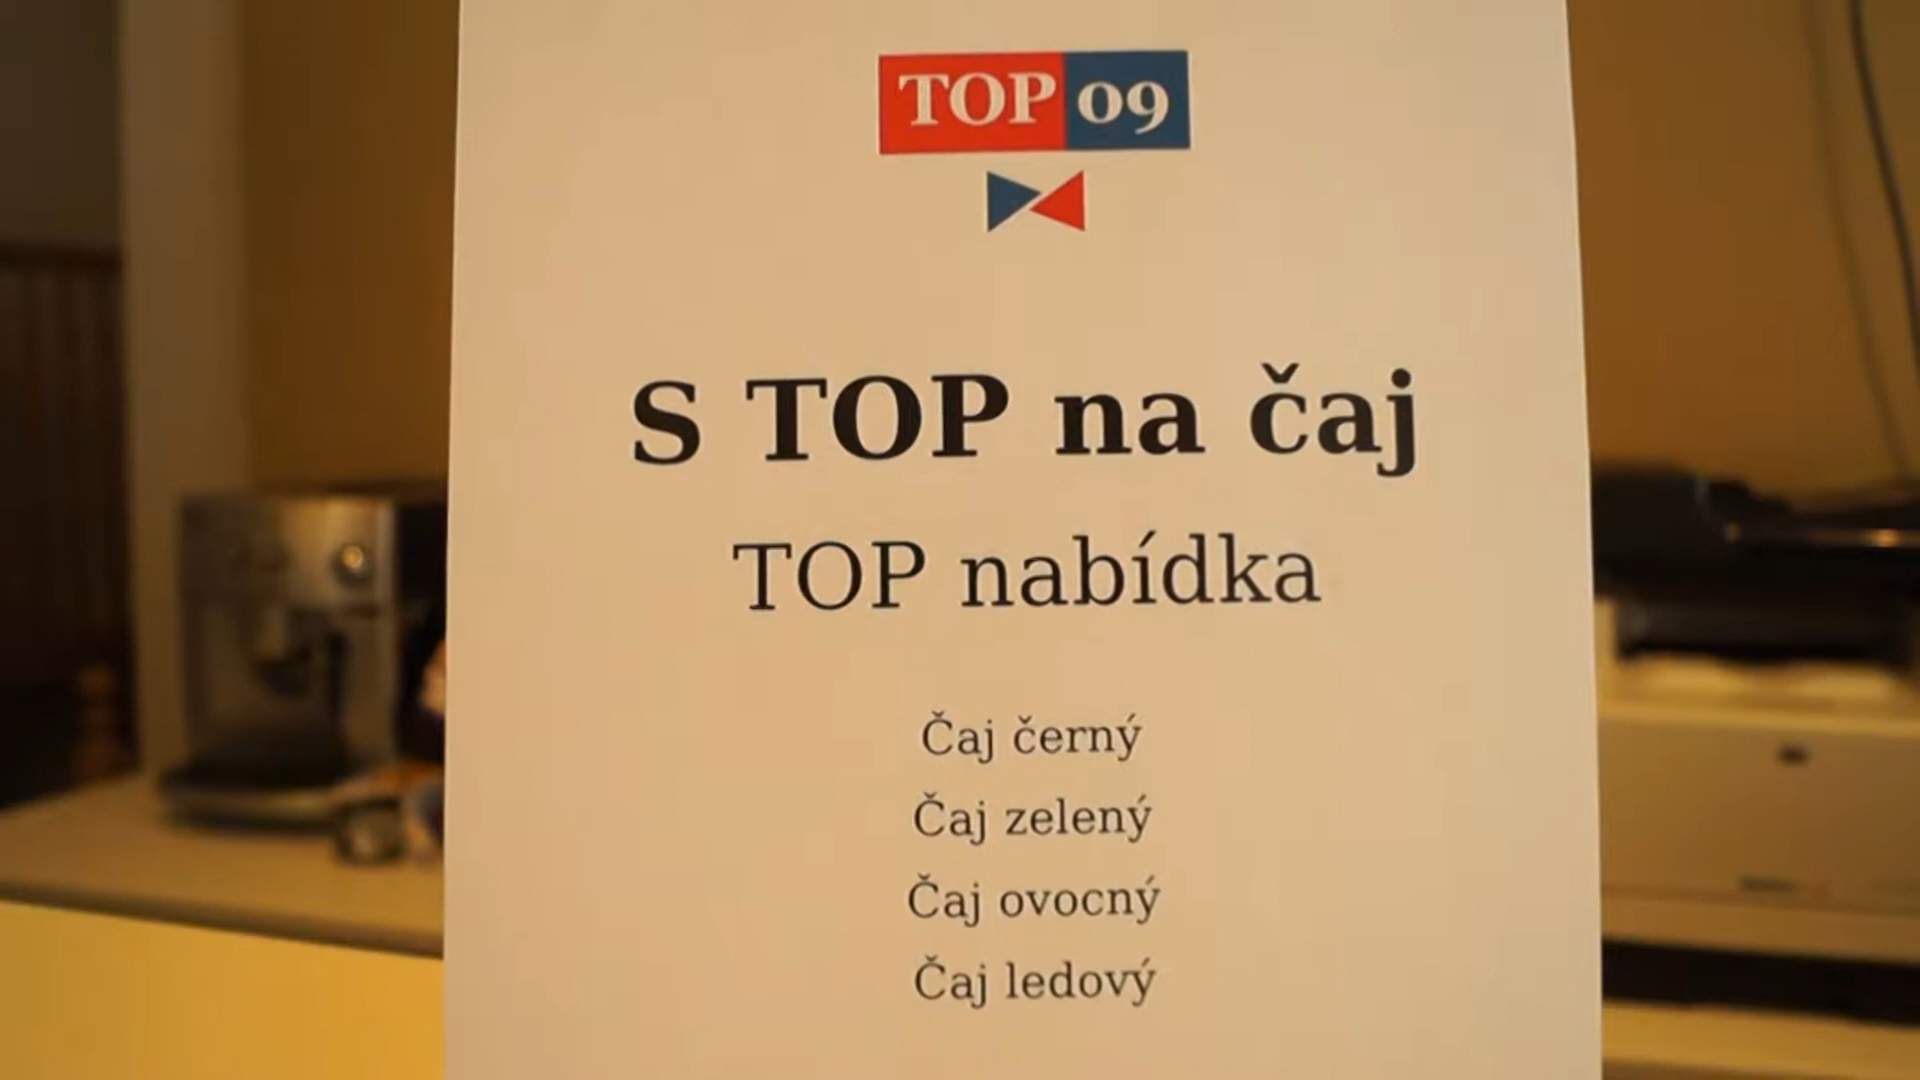 TOP 09
S TOP na čaj
TOP nabídka
Čaj černý
Čaj zelený
Čaj ovocný
Čaj ledový